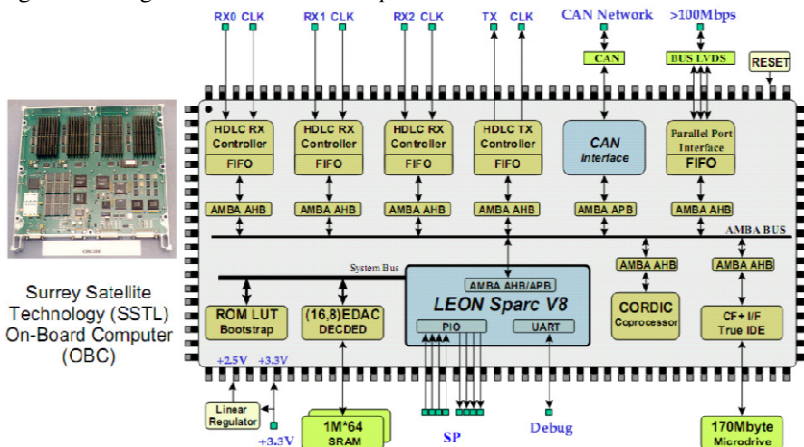 RX0 CLK
RX1 CLK
RX2 CLK
TX CLK
CAN Network
>100Mbps
CAN
BUS LVDS
RESET
HDLC RX
Controller
FIFO
HDLC RX
Controller
FIFO
HDLC RX
Controller
FIFO
HDLC TX
Controller
FIFO
CAN
Interface
Parallel Port
Interface
FIFO
AMBA AHB
AMBA AHB
AMBA AHB
AMBA AHB
AMBA APB
AMBA AHB
AMBA BUS
System Bus
AMBA AHB/APB
LEON Sparc V8
PIO
UART
AMBA AHB
AMBA AHB
ROM LUT
Bootstrap
(16,8)EDAC
DECDED
CORDIC
Coprocessor
CF+ I/F
True IDE
Surrey Satellite
Technology (SSTL)
On-Board Computer
(OBC)
+2.5V
+3.3V
Linear
Regulator
+3.3V
1M*64
SRAM
SP
Debug
170Mbyte
Microdrive